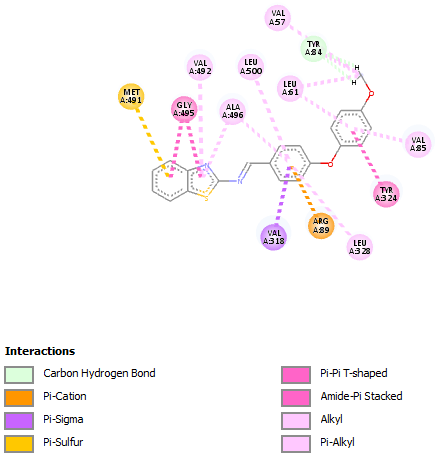 VAL
A:57
TYR
A:84
H
H
O
VAL
A:492
LEU
A:500
LEU
A:61
MET
A:491
GLY
A:495
ALA
A:496
VAL
A:85
N
N
S
O
TYR
A:324
ARG
A:89
VAL
A:318
LEU
A:328
Interactions
Carbon Hydrogen Bond
Pi-Cation
Pi-Sigma
Pi-Sulfur
Pi-Pi T-shaped
Amide-Pi Stacked
Alkyl
Pi-Alkyl